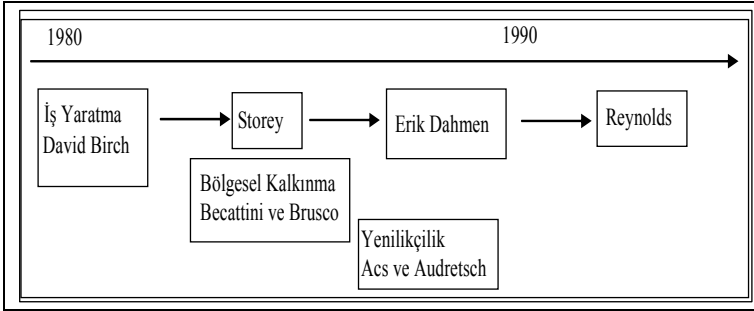 1980
1990
İş Yaratma
David Birch
Storey
Erik Dahmen
Reynolds
Bölgesel Kalkınma
Becattini ve Brusco
Yenilikçilik
Acs ve Audretsch